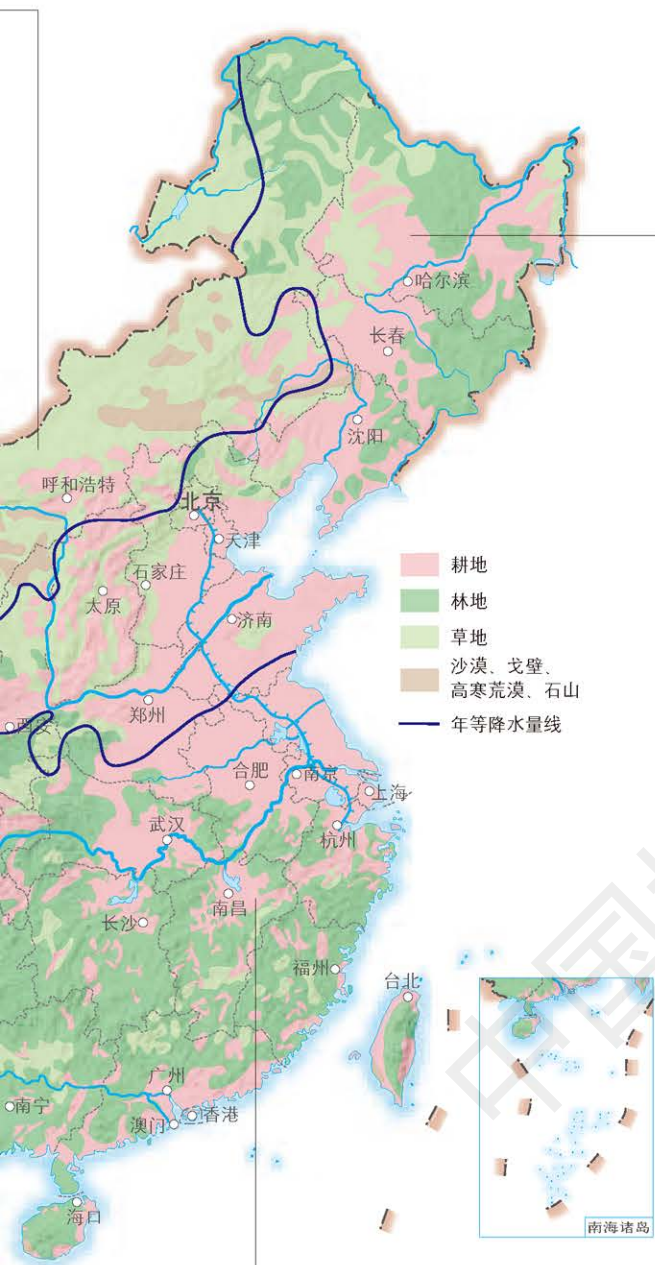 哈尔滨
长春
沈阳
呼和浩特
北京
天津
石家庄
太原
济南
郑州
西安
合肥
南京
上海
武汉
杭州
南昌
长沙
福州
台北
广州
南宁
香港
澳门
海口
耕地
林地
草地
沙漠、戈壁、
高寒荒漠、石山
年等降水量线
南海诸岛
中国